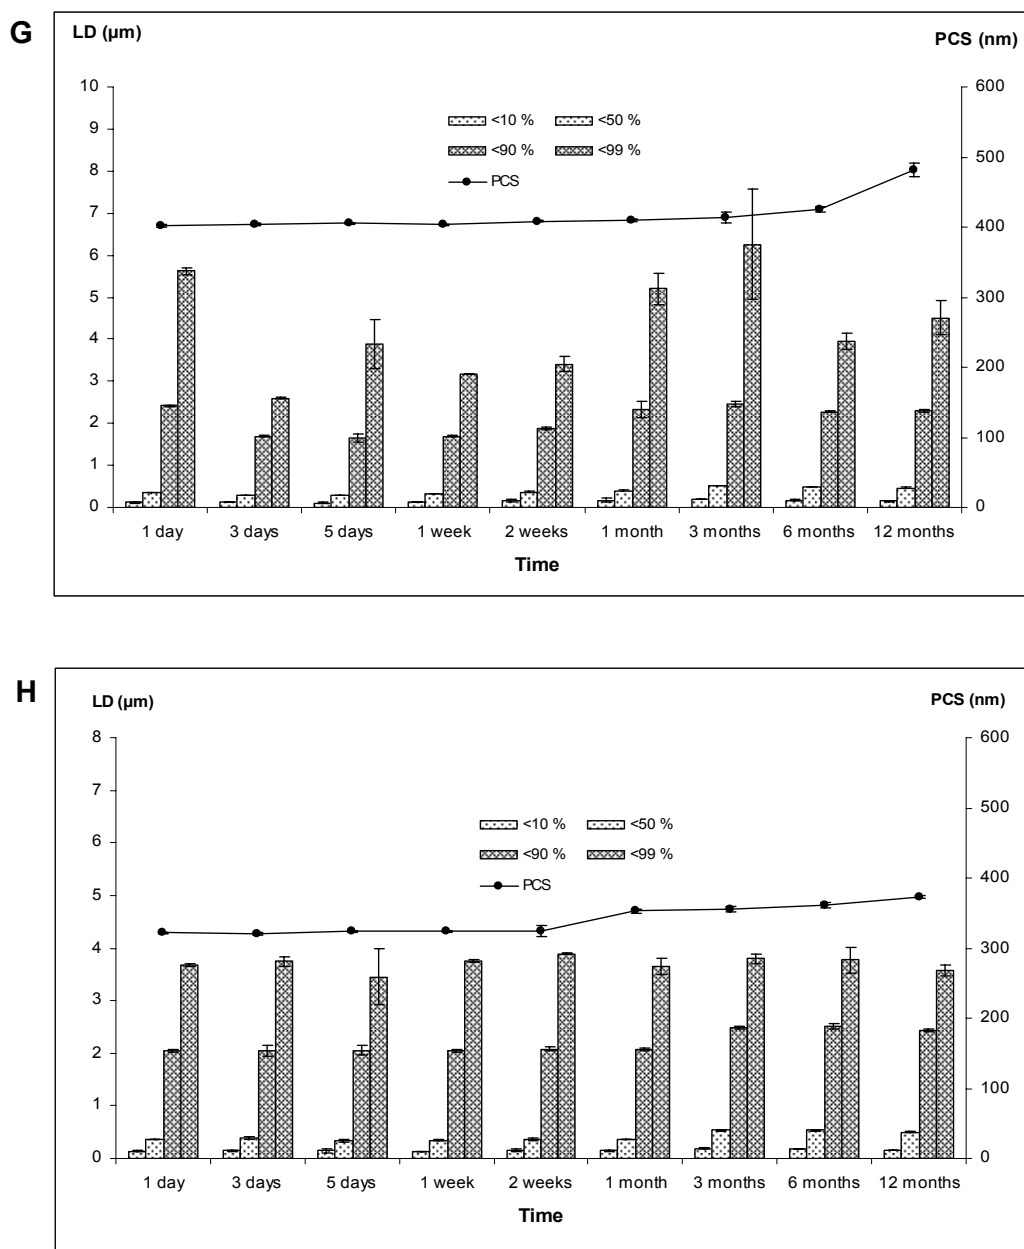 G
LD (µm)
PCS (nm)
10
9
8
7
6
5
4
3
2
1
0
600
500
400
300
200
100
0
<10 % <50 %
<90 % <99 %
PCS
1 day 3 days 5 days 1 week 2 weeks 1 month 3 months 6 months 12 months
Time
H
LD (µm)
PCS (nm)
8
7
6
5
4
3
2
1
0
600
500
400
300
200
100
0
<10 % <50 %
<90 % <99 %
PCS
1 day 3 days 5 days 1 week 2 weeks 1 month 3 months 6 months 12 months
Time